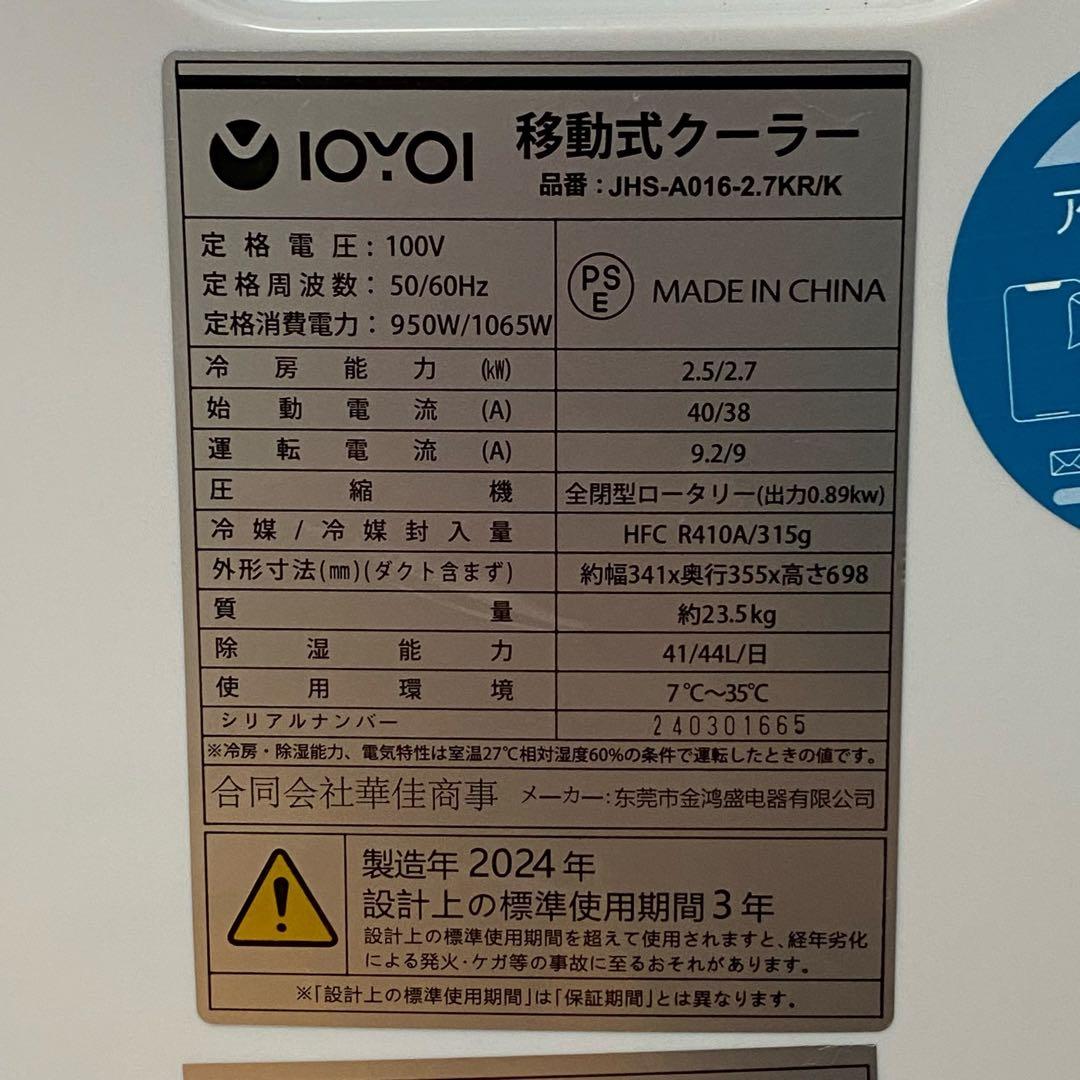 IOYOI 移動式クーラー
品番：JHS-A016-2.7KR/K
定格電圧：100V
定格周波数：50/60Hz
定格消費電力：950W/1065W
PSE MADE IN CHINA
冷房能力(kW) 2.5/2.7
始動電流(A) 40/38
運転電流(A) 9.2/9
圧縮機 全閉型ロータリー(出力0.89kw)
冷媒/冷媒封入量 HFC R410A/315g
外形寸法(mm)(ダクト含まず) 約幅341x奥行355x高さ698
質量 約23.5kg
除湿能力 41/44L/日
使用環境 7℃～35℃
シリアルナンバー 240301665
※冷房・除湿能力、電気特性は室温27℃相対湿度60%の条件で運転したときの値です。
合同会社華佳商事 メーカー:东莞市金鸿盛电器有限公司
製造年 2024年
設計上の標準使用期間3年
設計上の標準使用期間を超えて使用されますと、経年劣化
による発火・ケガ等の事故に至るおそれがあります。
※「設計上の標準使用期間」は「保証期間」とは異なります。
ア